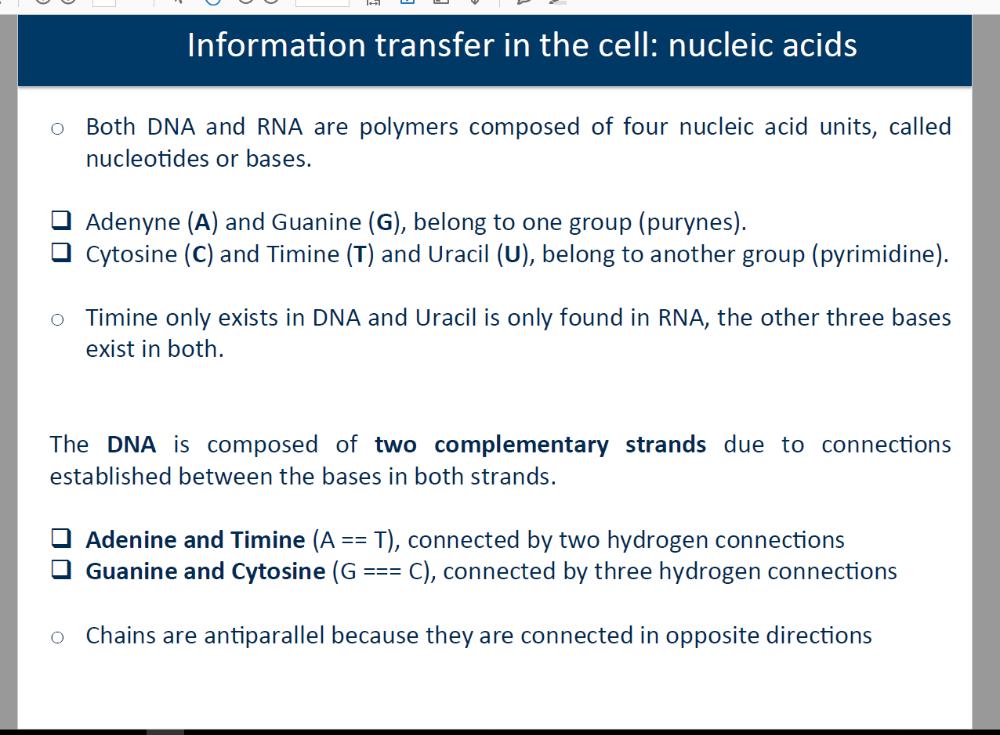 Information transfer in the cell: nucleic acids
Both DNA and RNA are polymers composed of four nucleic acid units, called
nucleotides or bases.
Adenyne (A) and Guanine (G), belong to one group (purynes).
Cytosine (C) and Timine (T) and Uracil (U), belong to another group (pyrimidine).
Timine only exists in DNA and Uracil is only found in RNA, the other three bases
exist in both.
The DNA is composed of two complementary strands due to connections
established between the bases in both strands.
Adenine and Timine (A == T), connected by two hydrogen connections
Guanine and Cytosine (G === C), connected by three hydrogen connections
Chains are antiparallel because they are connected in opposite directions